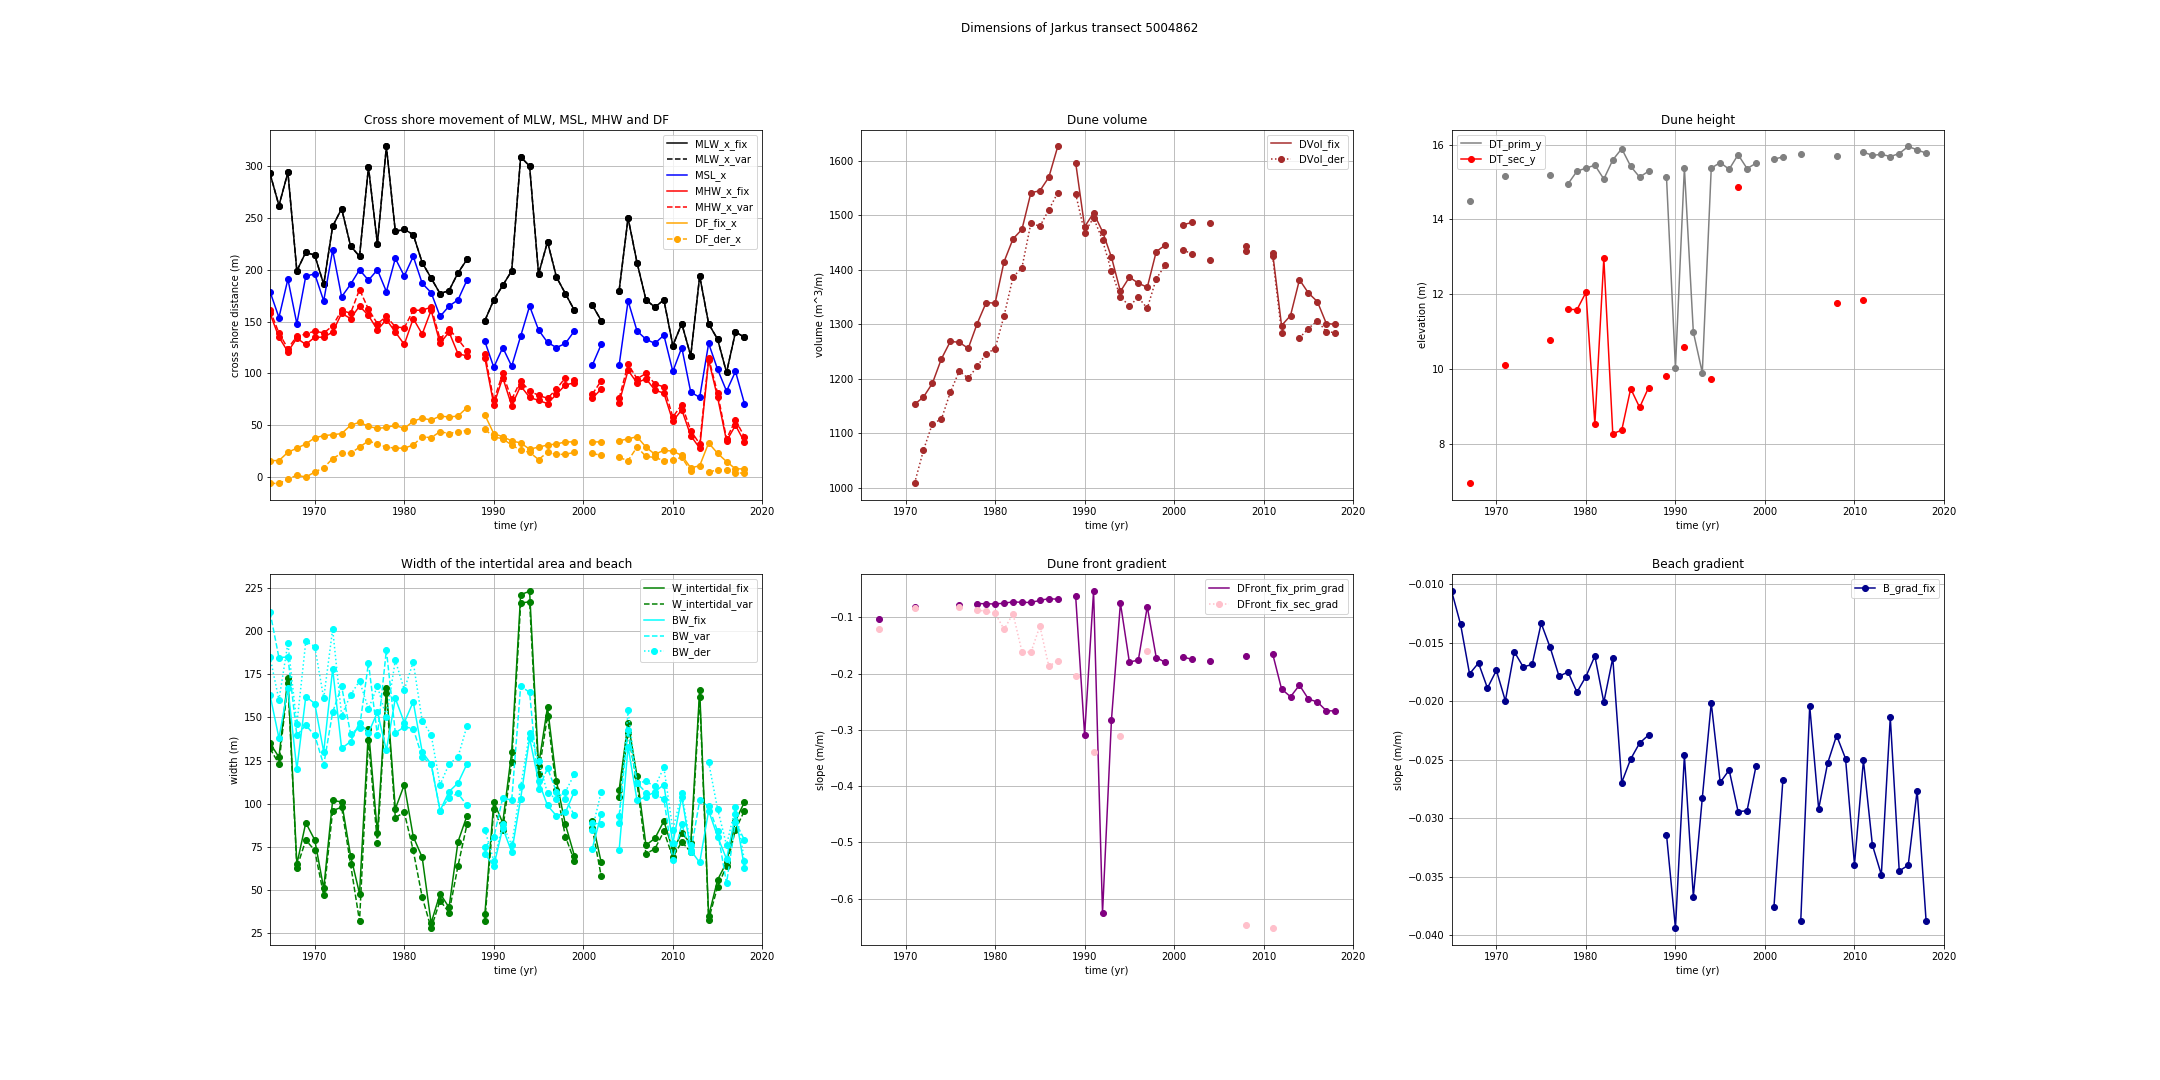 Dimensions of Jarkus transect 5004862
Cross shore movement of MLW, MSL, MHW and DF
cross shore distance (m)
300
250
200
150
100
50
0
MLW_x_fix
MLW_x_var
MSL_x
MHW_x_fix
MHW_x_var
DF_fix_x
DF_der_x
1970 1980 1990 2000 2010 2020
time (yr)
Dune volume
volume (m^3/m)
1600
1500
1400
1300
1200
1100
1000
DVol_fix
DVol_der
1970 1980 1990 2000 2010 2020
time (yr)
Dune height
elevation (m)
16
14
12
10
8
DT_prim_y
DT_sec_y
1970 1980 1990 2000 2010 2020
time (yr)
Width of the intertidal area and beach
width (m)
225
200
175
150
125
100
75
50
25
W_intertidal_fix
W_intertidal_var
BW_fix
BW_var
BW_der
1970 1980 1990 2000 2010 2020
time (yr)
Dune front gradient
slope (m/m)
−0.1
−0.2
−0.3
−0.4
−0.5
−0.6
DFront_fix_prim_grad
DFront_fix_sec_grad
1970 1980 1990 2000 2010 2020
time (yr)
Beach gradient
slope (m/m)
−0.010
−0.015
−0.020
−0.025
−0.030
−0.035
−0.040
B_grad_fix
1970 1980 1990 2000 2010 2020
time (yr)